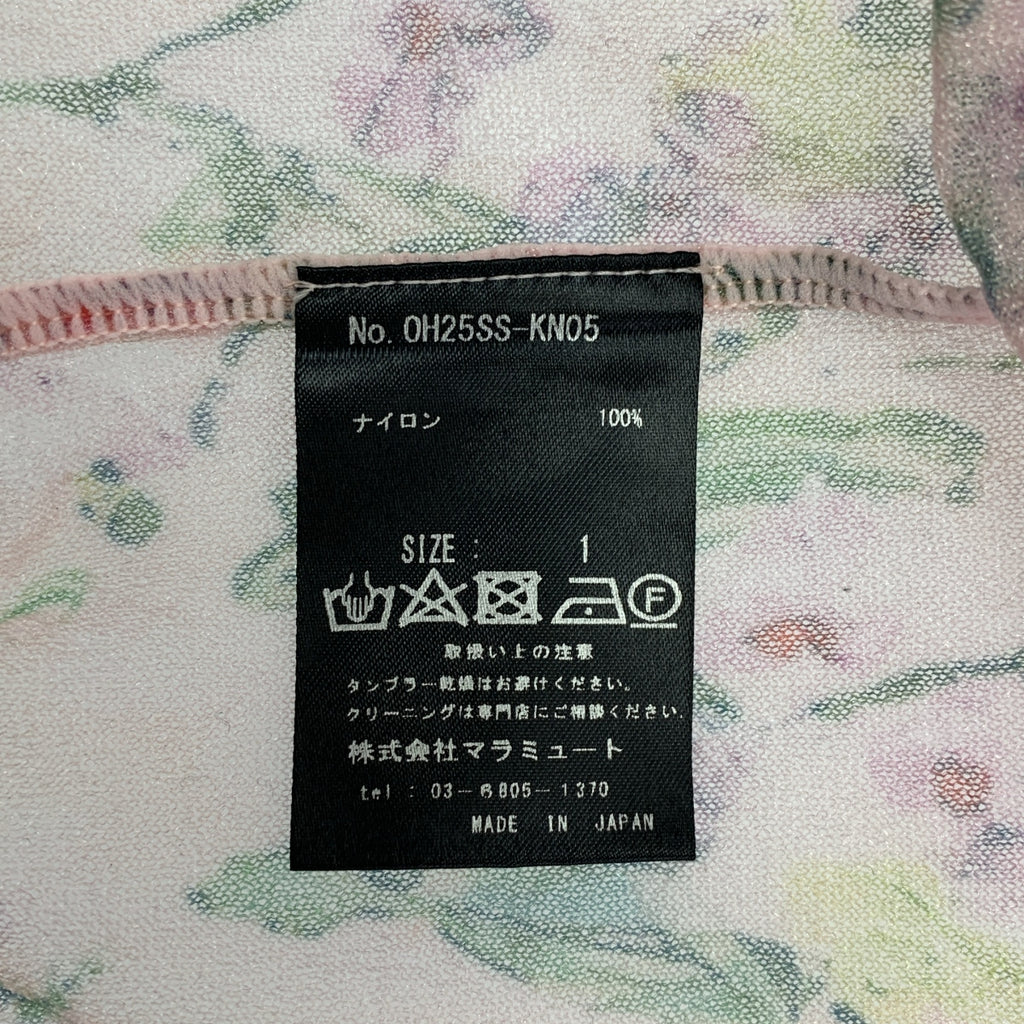 No. OH25SS-KN05
ナイロン 100%
SIZE : 1
F
取扱い上の注意
タンブラー乾燥はお避けください。
クリーニングは専門店にご相談ください.
株式会社マラミュート
tel : 03-6805-1370
MADE IN JAPAN